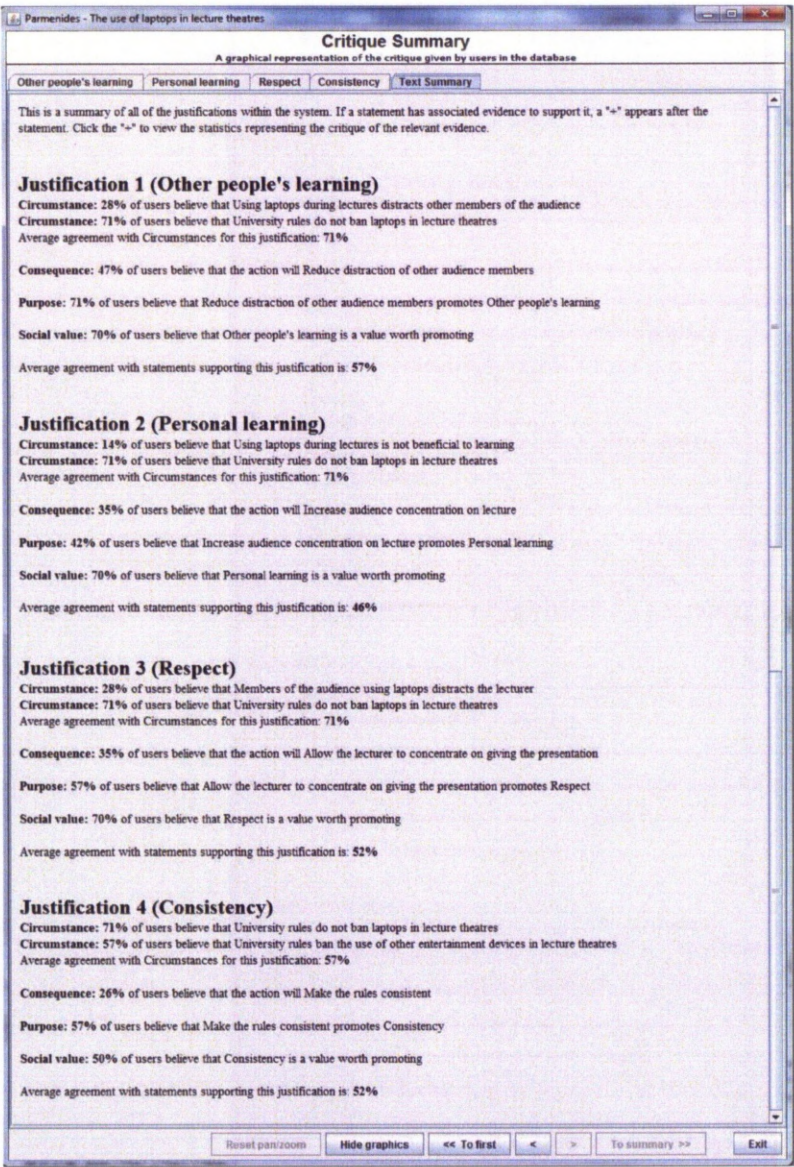 Parmenides - The use of laptops in lecture theatres
Critique Summary
A graphical representation of the critique given by users in the database
Other people's learning Personal learning Respect Consistency Text Summary
This is a summary of all of the justifications within the system. If a statement has associated evidence to support it, a "+" appears after the
statement. Click the "+" to view the statistics representing the critique of the relevant evidence.
Justification 1 (Other people's learning)
Circumstance: 28% of users believe that Using laptops during lectures distracts other members of the audience
Circumstance: 71% of users believe that University rules do not ban laptops in lecture theatres
Average agreement with Circumstances for this justification: 71%
Consequence: 47% of users believe that the action will Reduce distraction of other audience members
Purpose: 71% of users believe that Reduce distraction of other audience members promotes Other people's learning
Social value: 70% of users believe that Other people's learning is a value worth promoting
Average agreement with statements supporting this justification is: 57%
Justification 2 (Personal learning)
Circumstance: 14% of users believe that Using laptops during lectures is not beneficial to learning
Circumstance: 71% of users believe that University rules do not ban laptops in lecture theatres
Average agreement with Circumstances for this justification: 71%
Consequence: 35% of users believe that the action will Increase audience concentration on lecture
Purpose: 42% of users believe that Increase audience concentration on lecture promotes Personal learning
Social value: 70% of users believe that Personal learning is a value worth promoting
Average agreement with statements supporting this justification is: 46%
Justification 3 (Respect)
Circumstance: 28% of users believe that Members of the audience using laptops distracts the lecturer
Circumstance: 71% of users believe that University rules do not ban laptops in lecture theatres
Average agreement with Circumstances for this justification: 71%
Consequence: 35% of users believe that the action will Allow the lecturer to concentrate on giving the presentation
Purpose: 57% of users believe that Allow the lecturer to concentrate on giving the presentation promotes Respect
Social value: 70% of users believe that Respect is a value worth promoting
Average agreement with statements supporting this justification is: 52%
Justification 4 (Consistency)
Circumstance: 71% of users believe that University rules do not ban laptops in lecture theatres
Circumstance: 57% of users believe that University rules ban the use of other entertainment devices in lecture theatres
Average agreement with Circumstances for this justification: 57%
Consequence: 26% of users believe that the action will Make the rules consistent
Purpose: 57% of users believe that Make the rules consistent promotes Consistency
Social value: 50% of users believe that Consistency is a value worth promoting
Average agreement with statements supporting this justification is: 52%
Reset pan/zoom Hide graphics << To first < > To summary >> Exit